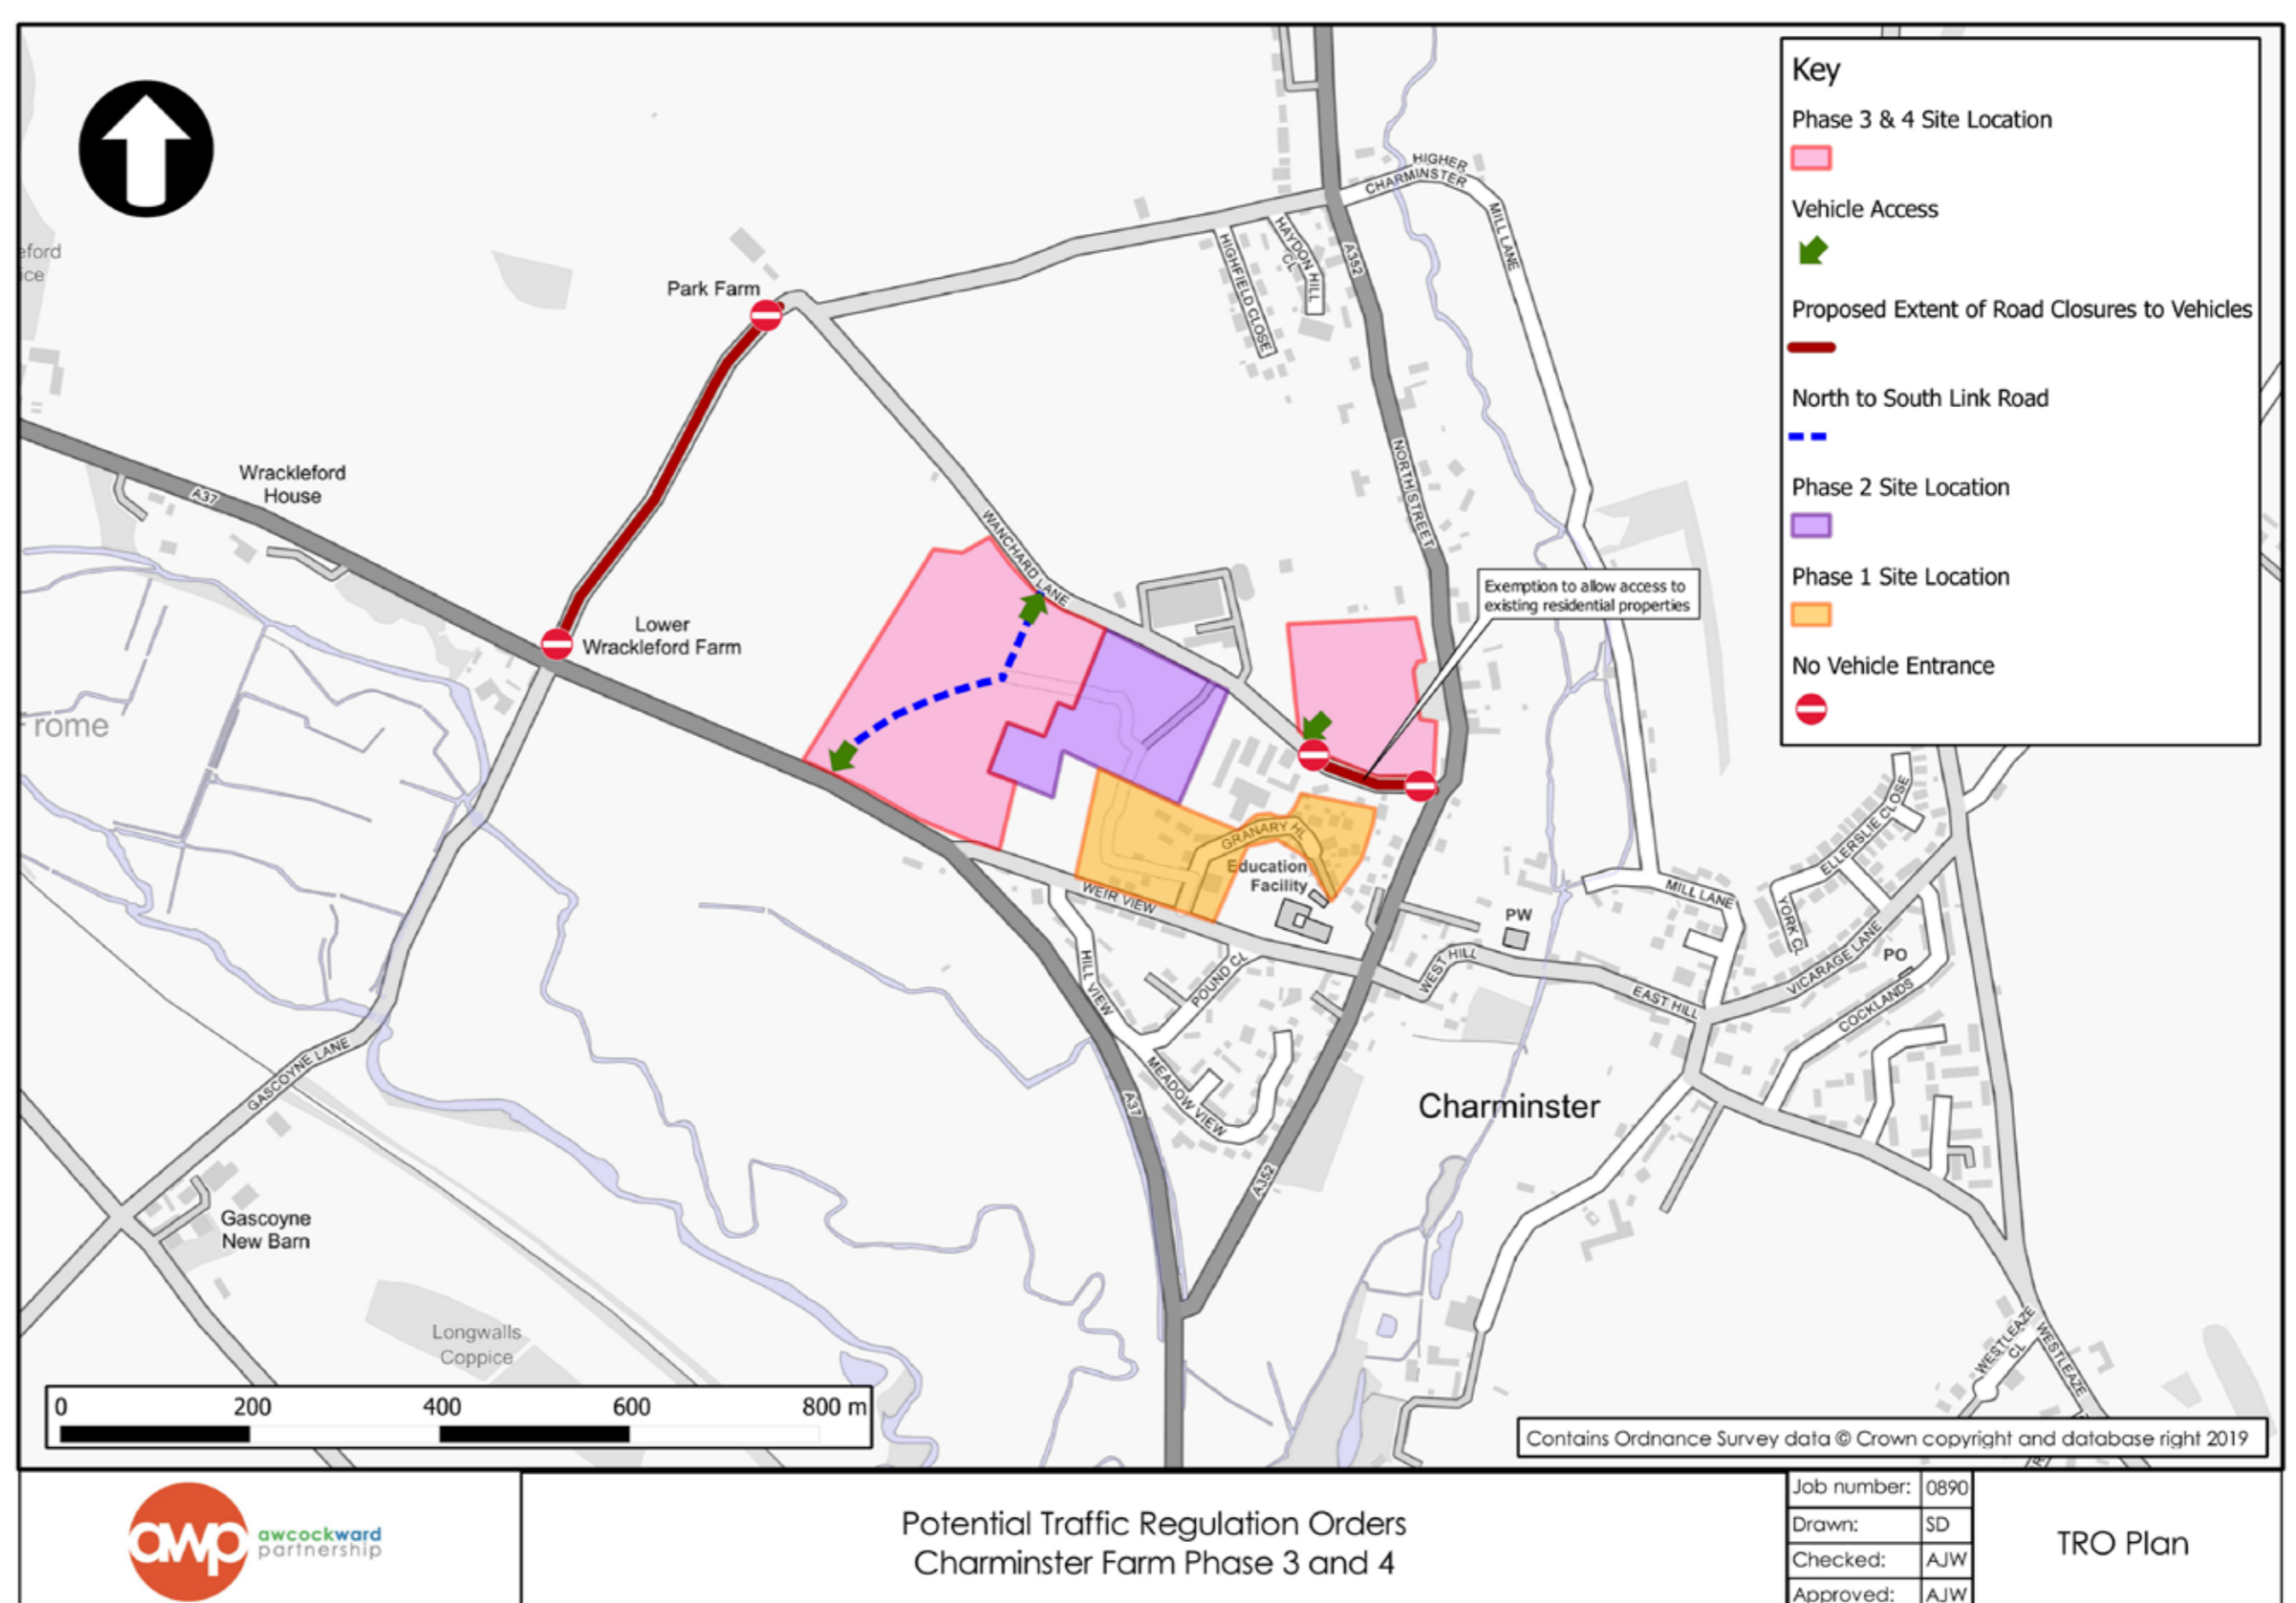 Key
Phase 3 & 4 Site Location
Vehicle Access
Proposed Extent of Road Closures to Vehicles
North to South Link Road
Phase 2 Site Location
Phase 1 Site Location
No Vehicle Entrance
HIGHER
CHARMINSTER
MILL LANE
HAYDON HILL
CL
HIGHFIELD CLOSE
A352
eford
ice
Park Farm
NORTH STREET
Wrackleford
House
A37
WANCHARD LANE
Exemption to allow access to
existing residential properties
Lower
Wrackleford Farm
rome
GRANARY HL
Education
Facility
WEIR VIEW
ELLERSLIE CLOSE
MILL LANE
YORK CL
PW
VICARAGE LANE
PO
COCKLANDS
WEST HILL
EAST HILL
HILL VIEW
POUND CL
MEADOW VIEW
GASCOYNE LANE
A37
Charminster
A352
Gascoyne
New Barn
Longwalls
Coppice
WESTLEAZE
CL
WESTLEAZE
0 200 400 600 800 m
Contains Ordnance Survey data © Crown copyright and database right 2019
awp awcockward
partnership
Potential Traffic Regulation Orders
Charminster Farm Phase 3 and 4
Job number: 0890
Drawn: SD
Checked: AJW
Approved: AJW
TRO Plan